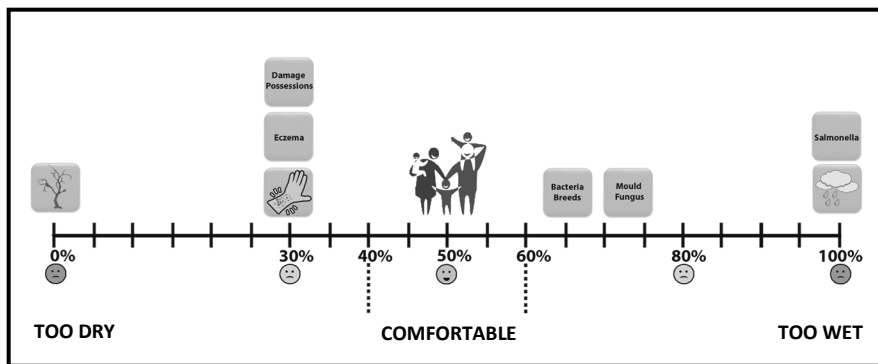 Damage
Possessions
Eczema
Salmonella
Bacteria
Breeds
Mould
Fungus
0%
30%
40%
50%
60%
80%
100%
TOO DRY
COMFORTABLE
TOO WET